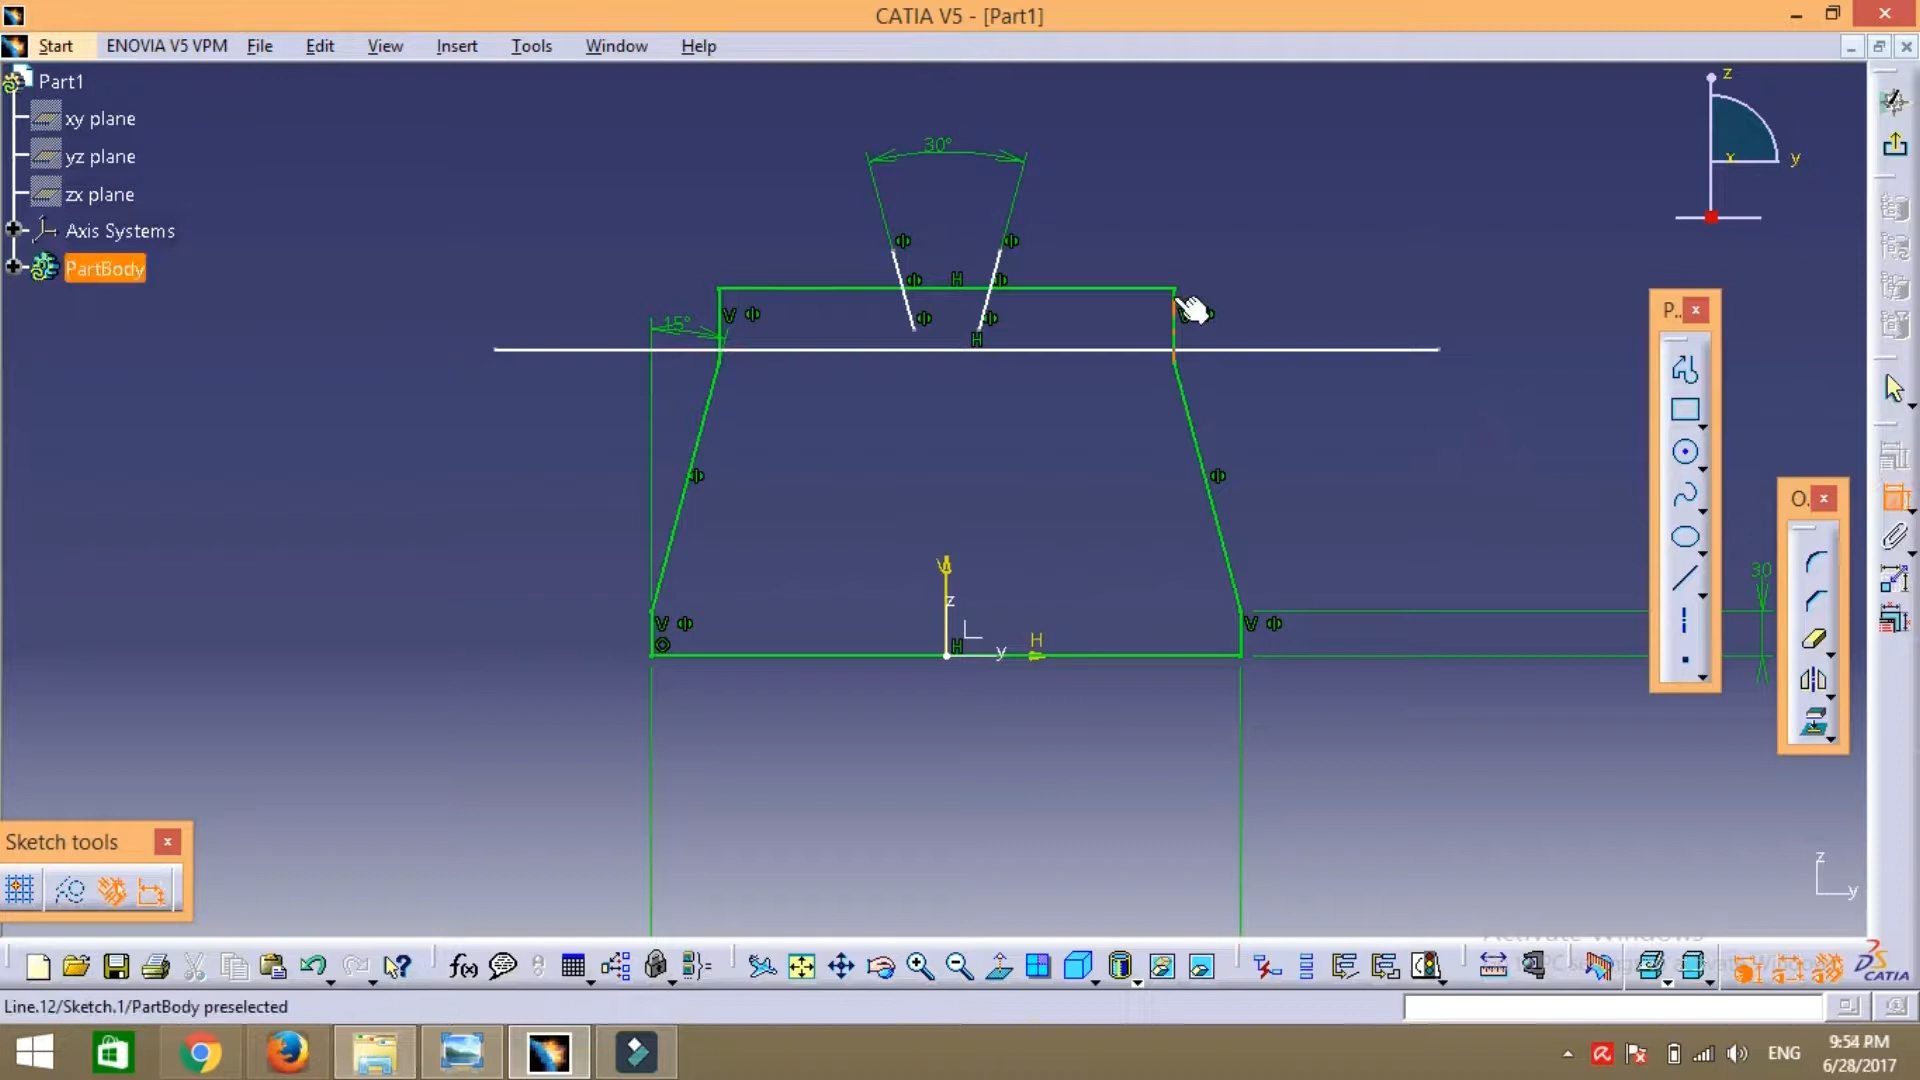 CATIA V5 - [Part1]
Start ENOVIA V5 VPM File Edit View Insert Tools Window Help
Part1
xy plane
yz plane
zx plane
Axis Systems
PartBody
z
x
y
30°
H
15°
V
H
V
V
V
z
H
H
y
30
P..
O.
Sketch tools
z
y
f(x)
CATIA
Line.12/Sketch.1/PartBody preselected
ENG
9:54 PM
6/28/2017